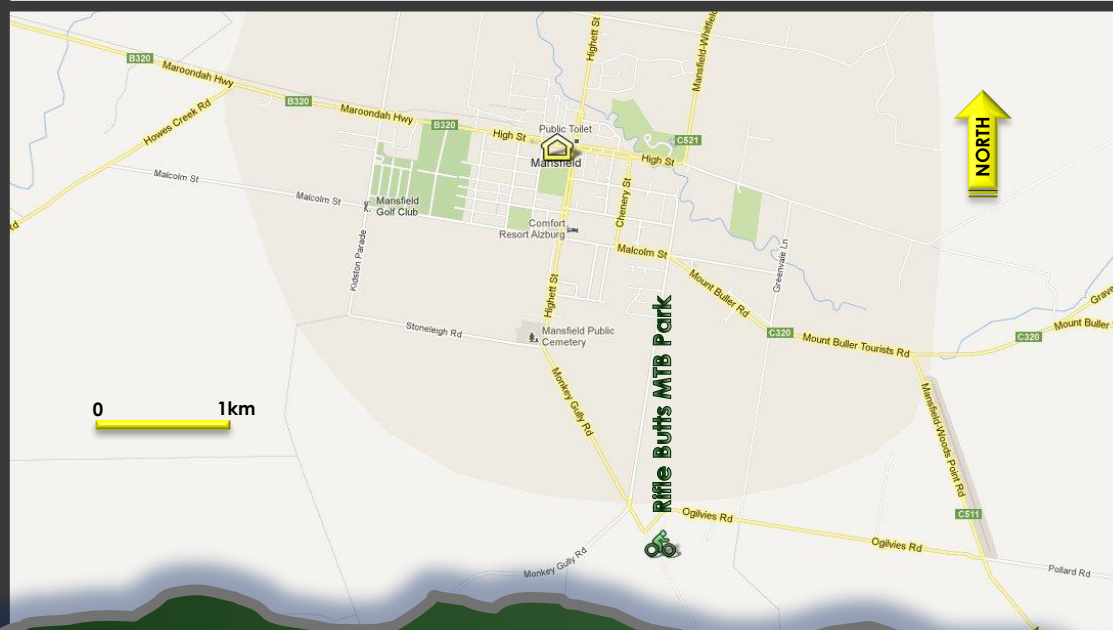 Highett St
Mansfield-Whitfield
B320
Maroondah Hwy
Howes Creek Rd
B320
Maroondah Hwy
B320
High St
Public Toilet
Mansfield
C521
High St
NORTH
Malcolm St
Malcolm St
Mansfield
Golf Club
Chenery St
Comfort
Resort Alzburg
Malcolm St
Rd
Kidston Parade
Greenvale Ln
Mount Buller Rd
Highett St
Stoneleigh Rd
Mansfield Public
Cemetery
C320
Mount Buller Tourists Rd
C320
Mount Buller
Grave
0
1km
Monkey Gully Rd
Rifle Butts MTB Park
Mansfield-Woods Point Rd
C511
Ogilvies Rd
Ogilvies Rd
Monkey Gully Rd
Pollard Rd